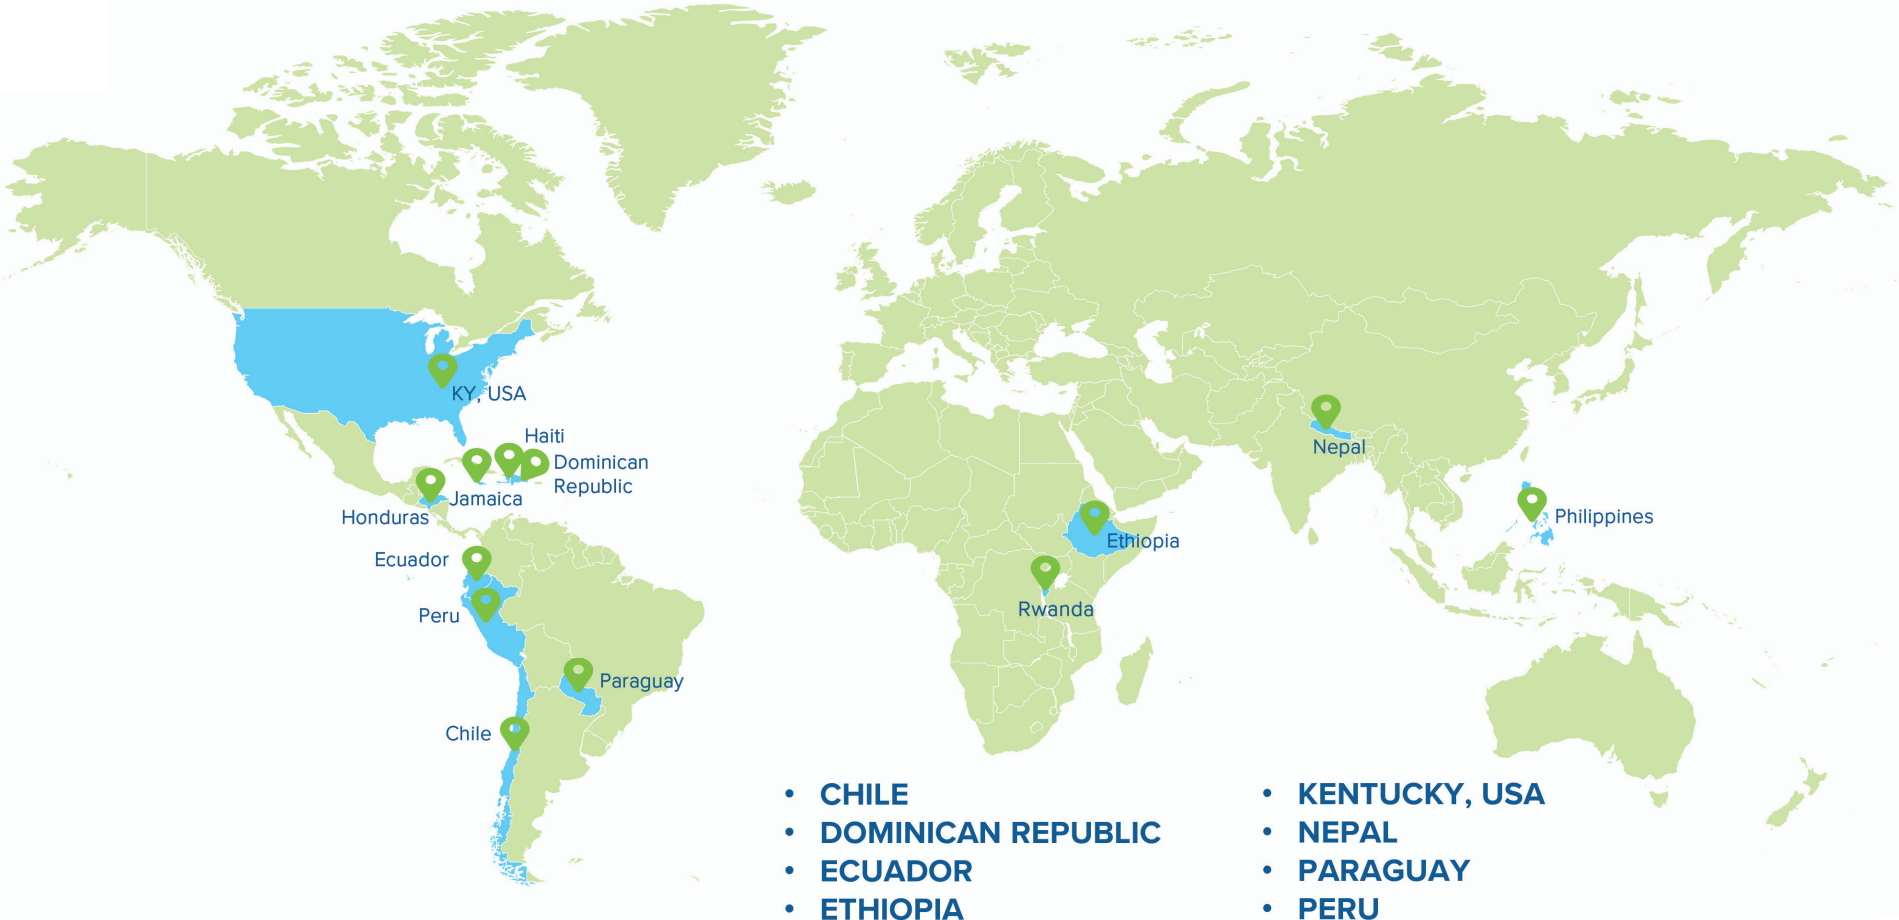 KY, USA
Haiti
Dominican
Republic
Jamaica
Honduras
Ecuador
Peru
Paraguay
Chile
Nepal
Philippines
Ethiopia
Rwanda
• CHILE
• DOMINICAN REPUBLIC
• ECUADOR
• ETHIOPIA
• KENTUCKY, USA
• NEPAL
• PARAGUAY
• PERU